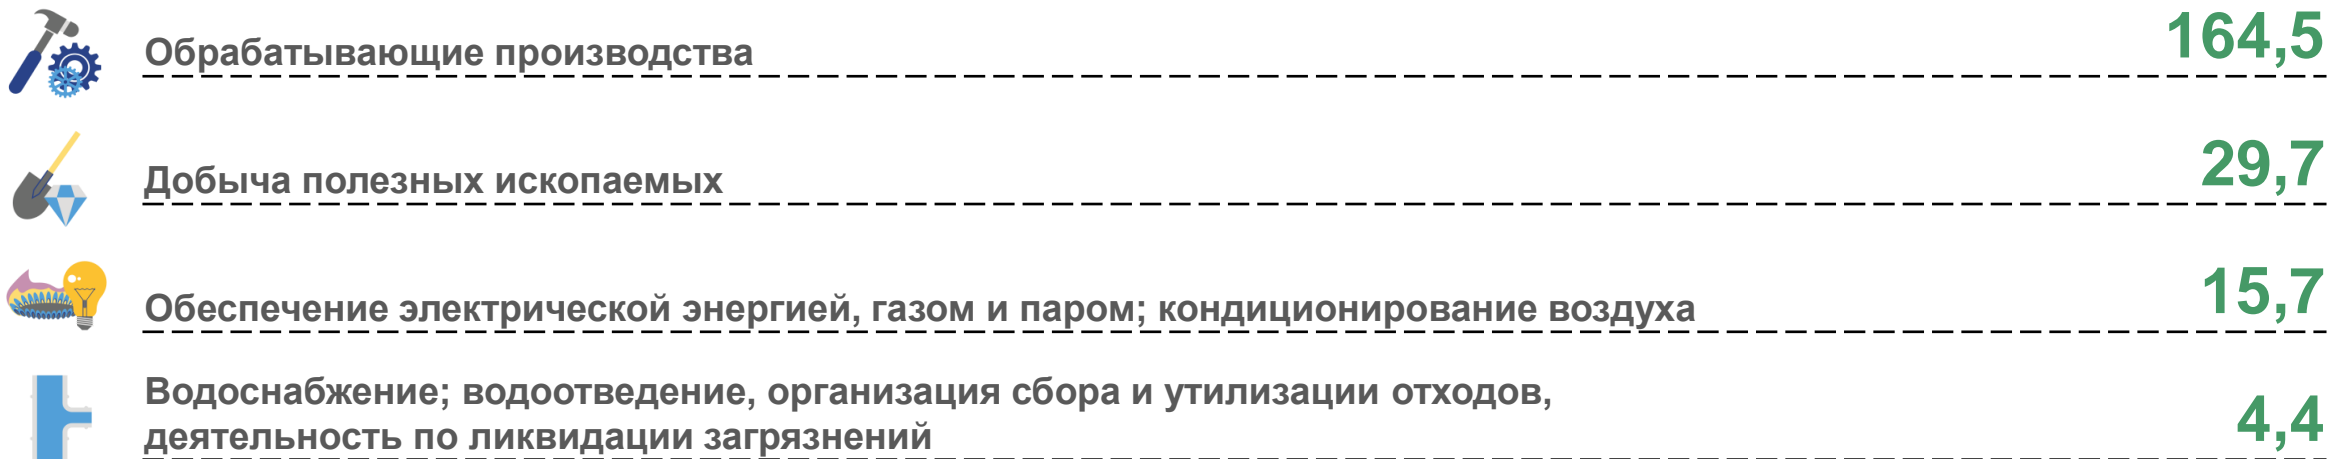 Обрабатывающие производства 164,5
Добыча полезных ископаемых 29,7
Обеспечение электрической энергией, газом и паром; кондиционирование воздуха 15,7
Водоснабжение; водоотведение, организация сбора и утилизации отходов,
деятельность по ликвидации загрязнений 4,4